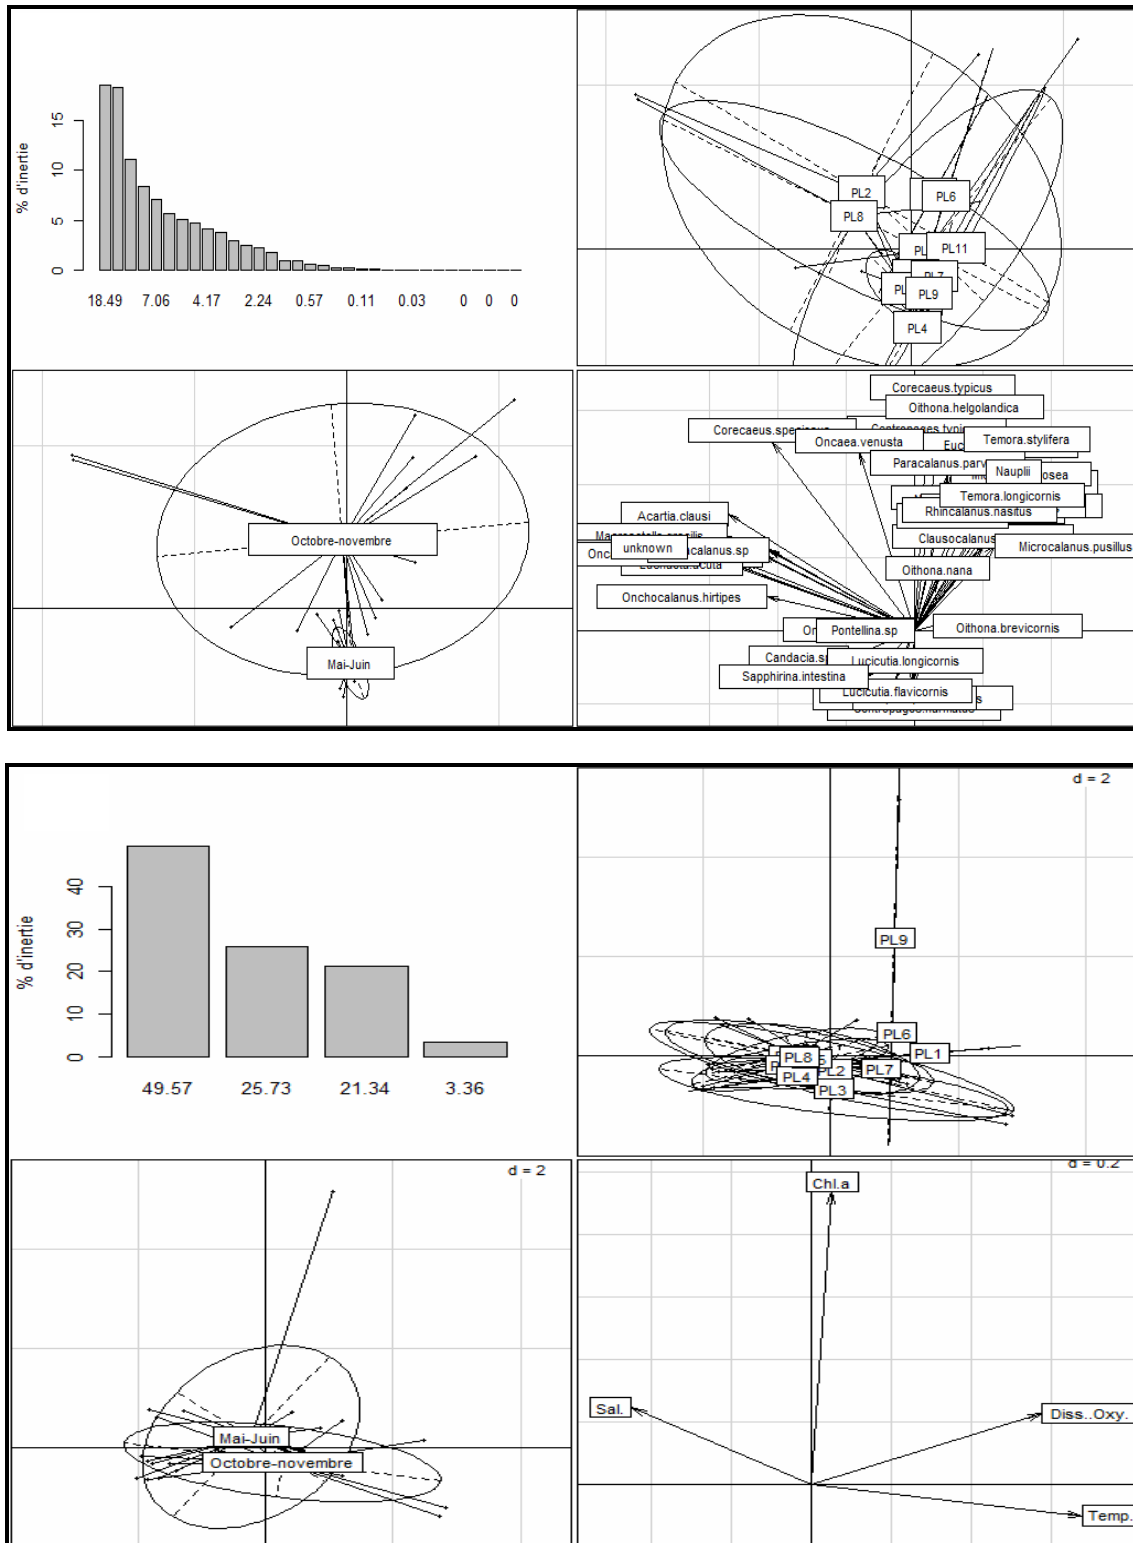 % d'inertie
15
10
5
0
18.49 7.06 4.17 2.24 0.57 0.11 0.03 0 0 0
PL2
PL6
PL8
PL11
PL7
PL9
PL4
Octobre-novembre
Mai-Juin
Corecaeus.typicus
Oithona.helgolandica
Oncaea.venusta
Temora.stylifera
Nauplii
Temora.longicornis
Rhincalanus.nasitus
Acartia.clausi
unknown
Clausocalanus
Microcalanus.pusillus
Oithona.nana
Onchocalanus.hirtipes
Pontellina.sp
Oithona.brevicornis
Lucicutia.longicornis
Sapphirina.intestina
Lucicutia.flavicornis
% d'inertie
40
30
20
10
0
49.57 25.73 21.34 3.36
d = 2
PL9
PL6
PL1
PL8
PL2
PL7
PL4
PL3
d = 2
Mai-Juin
Octobre-novembre
d = 0.2
Chl.a
Sal.
Diss..Oxy.
Temp.